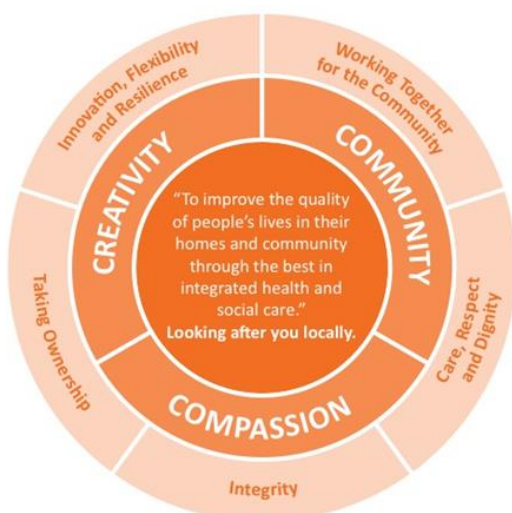 Innovation, Flexibility
and Resilience
Working Together
for the Community
CREATIVITY
COMMUNITY
“To improve the quality
of people’s lives in their
homes and community
through the best in
integrated health and
social care.”
Looking after you locally.
Taking Ownership
Care, Respect
and Dignity
COMPASSION
Integrity